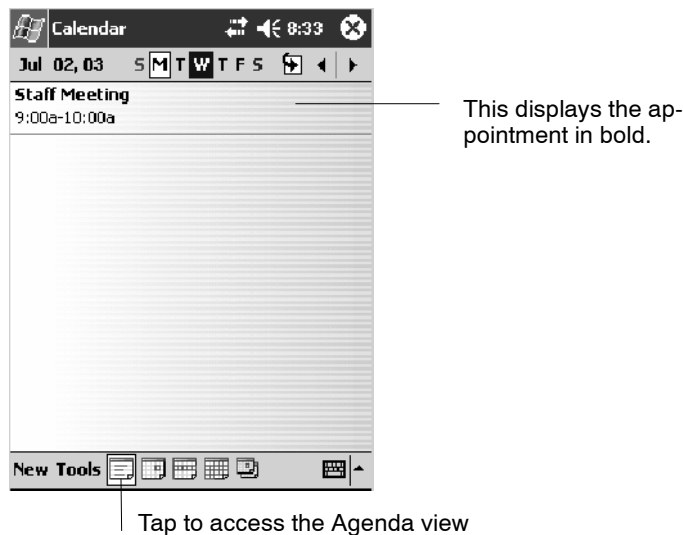 Calendar 8:33
Jul 02, 03 S M T W T F S
Staff Meeting
9:00a-10:00a
This displays the ap-
pointment in bold.
New Tools
Tap to access the Agenda view